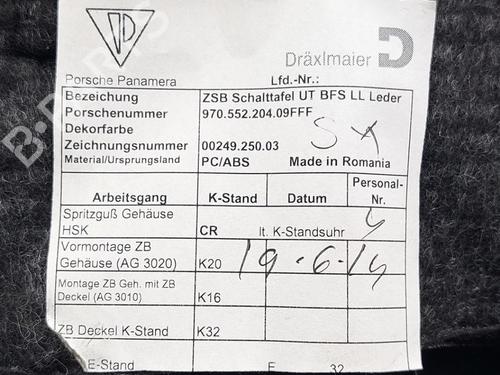 Dräxlmaier
Porsche Panamera Lfd.-Nr.:
Bezeichnung ZSB Schalttafel UT BFS LL Leder
Porschenummer 970.552.204.09FFF
Dekorfarbe
Zeichnungsnummer 00249.250.03
Material/Ursprungsland PC/ABS Made in Romania
Arbeitsgang K-Stand Datum Personal-Nr.
Spritzguß Gehäuse
HSK CR lt. K-Standsuhr
Vormontage ZB
Gehäuse (AG 3020) K20 19.6.14
Montage ZB Geh. mit ZB
Deckel (AG 3010) K16
ZB Deckel K-Stand K32
E-Stand F 32